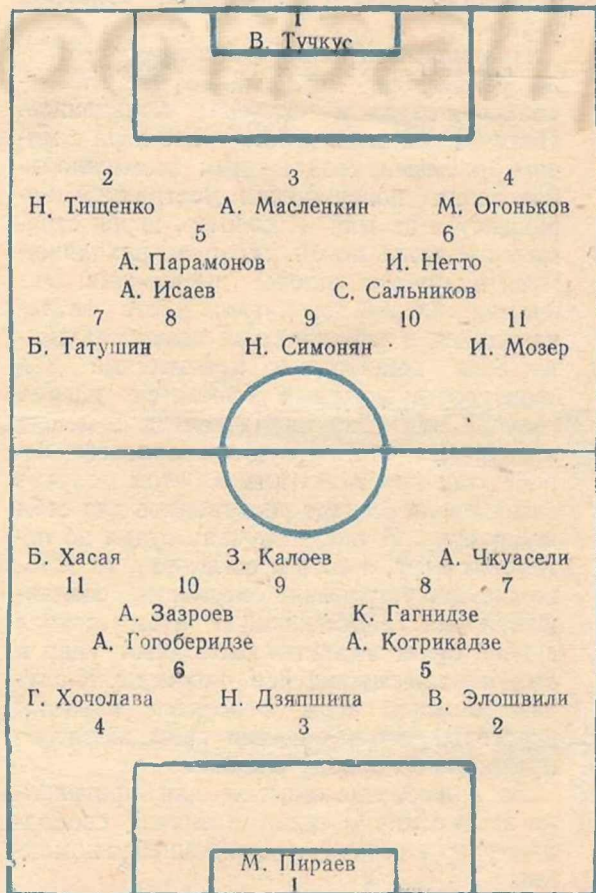 1
В. Тучкус
2 3 4
Н. Тищенко А. Масленкин М. Огоньков
5 6
А. Парамонов И. Нетто
А. Исаев С. Сальников
7 8 9 10 11
Б. Татушин Н. Симонян И. Мозер
Б. Хасая З. Калоев А. Чкуасели
11 10 9 8 7
А. Зазроев К. Гагнидзе
А. Гогоберидзе А. Котрикадзе
6 5
Г. Хочолава Н. Дзяпшипа В. Элошвили
4 3 2
М. Пираев
1